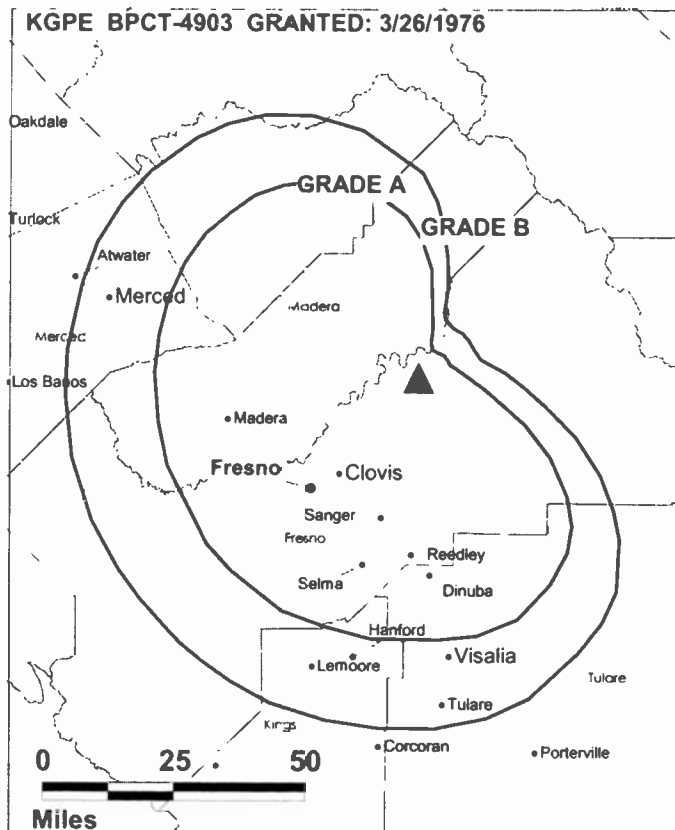 KGPE BPCT-4903 GRANTED: 3/26/1976
Oakdale
GRADE A
Turlock
GRADE B
Atwater
Merced
Madera
Merced
Los Banos
Madera
Fresno
Clovis
Sanger
Fresno
Reedley
Selma
Dinuba
Hanford
Visalia
Lemoore
Tulare
Tulare
Kings
Corcoran
Porterville
0 25 50
Miles